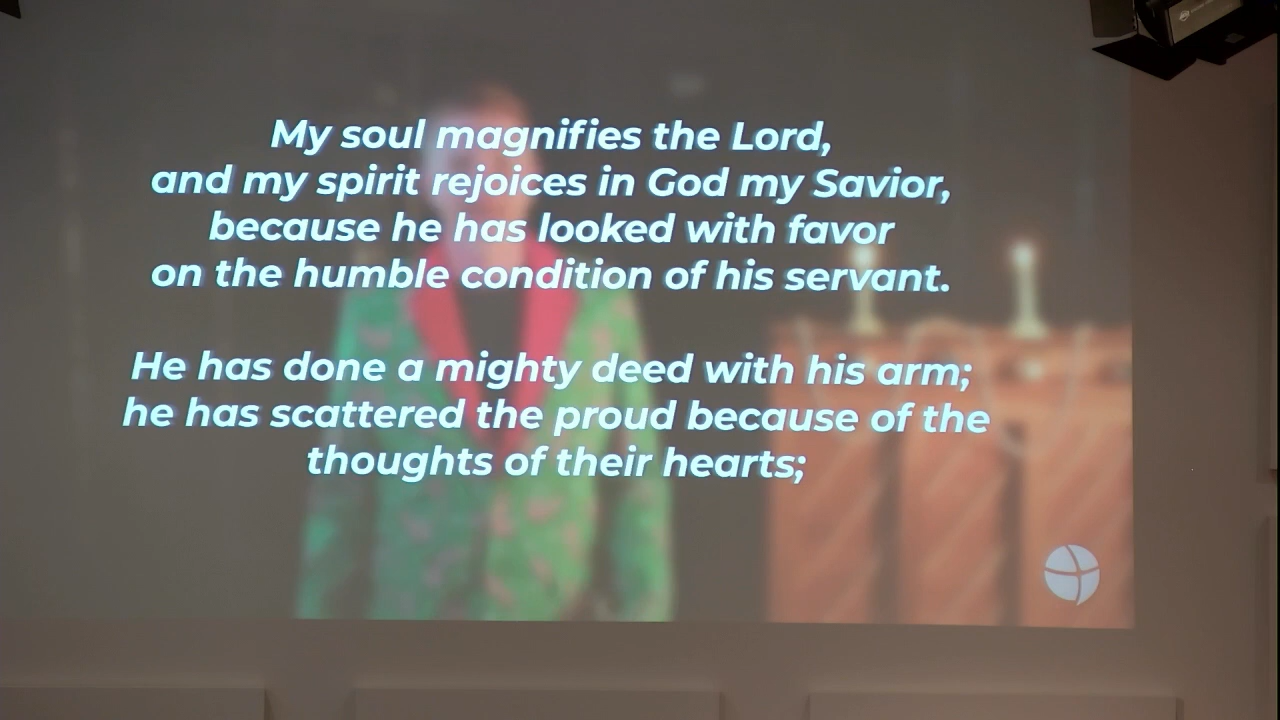 My soul magnifies the Lord,
and my spirit rejoices in God my Savior,
because he has looked with favor
on the humble condition of his servant.
He has done a mighty deed with his arm;
he has scattered the proud because of the
thoughts of their hearts;